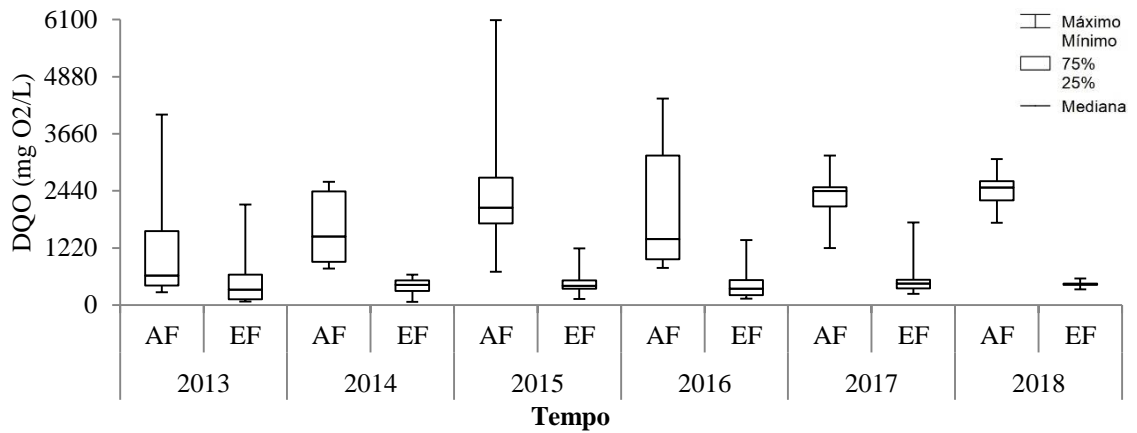 6100
4880
3660
2440
1220
0
DQO (mg O2/L)
Máximo
Mínimo
75%
25%
Mediana
AF EF AF EF AF EF AF EF AF EF AF EF
2013 2014 2015 2016 2017 2018
Tempo